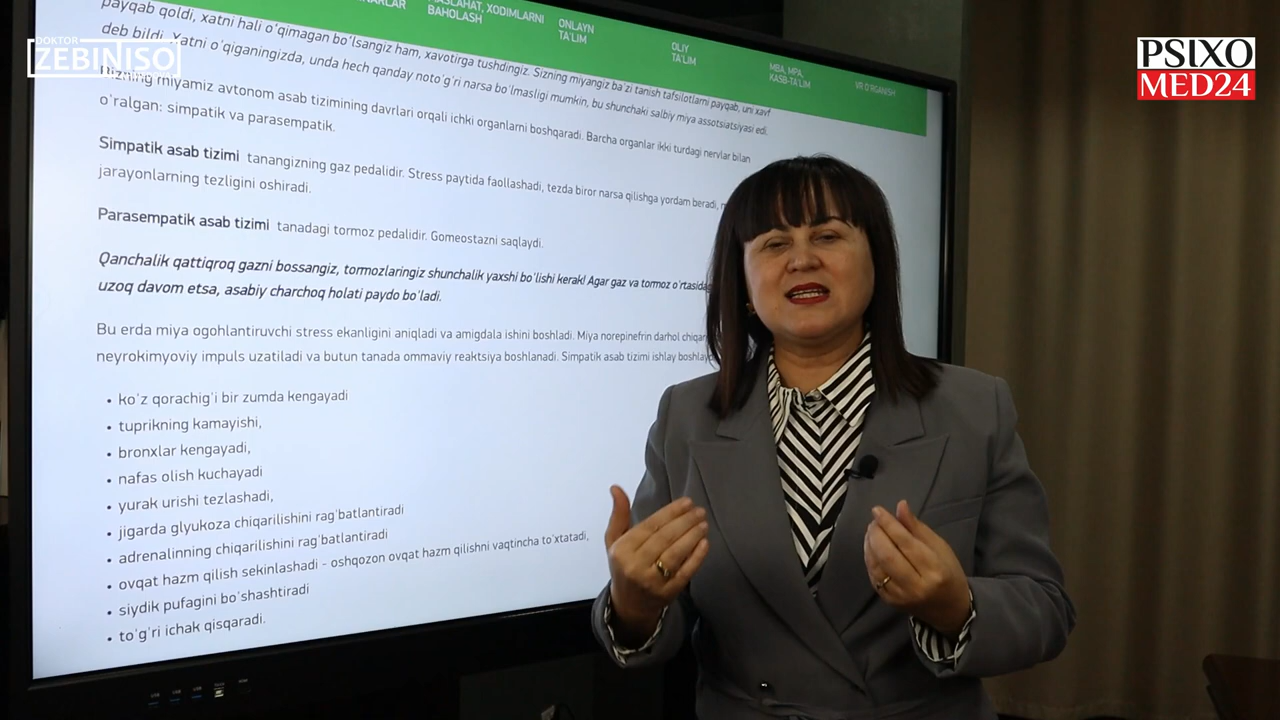 DOKTOR
ZEBINISO
PSIXO
MED24
BAHOLASH
MASLAHAT, XODIMLARNI
ONLAYN
TA'LIM
OLIY
TA'LIM
MBA, MPA,
KASB-TA'LIM
VR O'RGANISH
payqab qoldi, xatni hali o'qimagan bo'lsangiz ham, xavotirga tushdingiz. Sizning miyangiz ba'zi tanish tafsilotlarni payqab, uni xavf
deb bildi. Xatni o'qiganingizda, unda hech qanday noto'g'ri narsa bo'lmasligi mumkin, bu shunchaki salbiy miya assotsiatsiyasi edi.
Bizning miyamiz avtonom asab tizimining davrlari orqali ichki organlarni boshqaradi. Barcha organlar ikki turdagi nervlar bilan
o'ralgan: simpatik va parasempatik.
Simpatik asab tizimi tanangizning gaz pedalidir. Stress paytida faollashadi, tezda biror narsa qilishga yordam beradi,
jarayonlarning tezligini oshiradi.
Parasempatik asab tizimi tanadagi tormoz pedalidir. Gomeostazni saqlaydi.
Qanchalik qattiqroq gazni bossangiz, tormozlaringiz shunchalik yaxshi bo'lishi kerak! Agar gaz va tormoz
uzoq davom etsa, asabiy charchoq holati paydo bo'ladi.
Bu erda miya ogohlantiruvchi stress ekanligini aniqladi va amigdala ishini boshladi. Miya norepinefrin darhol
neyrokimyoviy impuls uzatiladi va butun tanada ommaviy reaktsiya boshlanadi. Simpatik asab tizimi ishlay
• ko'z qorachig'i bir zumda kengayadi
• tuprikning kamayishi,
• bronxlar kengayadi,
• nafas olish kuchayadi
• yurak urishi tezlashadi,
• jigarda glyukoza chiqarilishini rag'batlantiradi
• adrenalinning chiqarilishini rag'batlantiradi
• ovqat hazm qilish sekinlashadi - oshqozon ovqat hazm qilishni vaqtincha to'xtatadi,
• siydik pufagini bo'shashtiradi
• to'g'ri ichak qisqaradi.